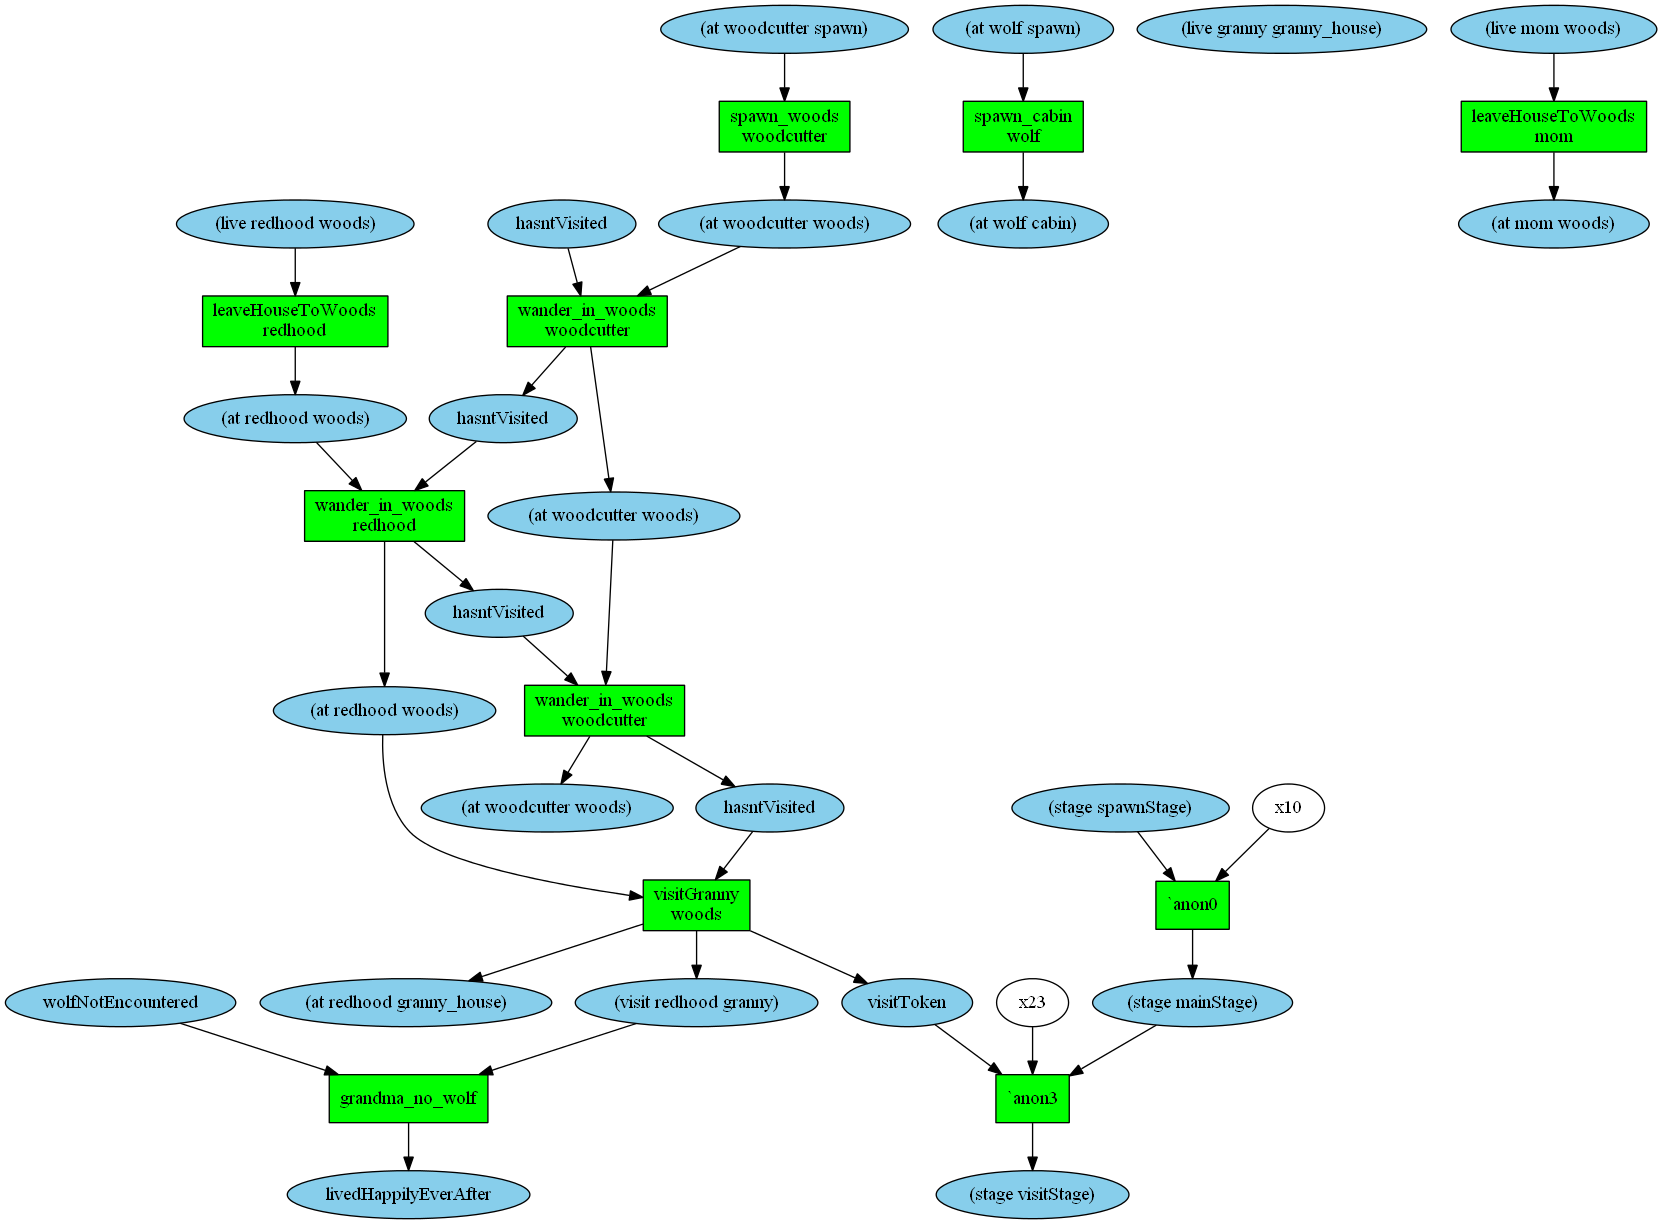 (at woodcutter spawn)
(at wolf spawn)
(live granny granny_house)
(live mom woods)
spawn_woods
woodcutter
spawn_cabin
wolf
leaveHouseToWoods
mom
(live redhood woods)
hasntVisited
(at woodcutter woods)
(at wolf cabin)
(at mom woods)
leaveHouseToWoods
redhood
wander_in_woods
woodcutter
(at redhood woods)
hasntVisited
wander_in_woods
redhood
(at woodcutter woods)
hasntVisited
(at redhood woods)
wander_in_woods
woodcutter
(at woodcutter woods)
hasntVisited
(stage spawnStage)
x10
visitGranny
woods
`anon0
wolfNotEncountered
(at redhood granny_house)
(visit redhood granny)
visitToken
x23
(stage mainStage)
grandma_no_wolf
`anon3
livedHappilyEverAfter
(stage visitStage)